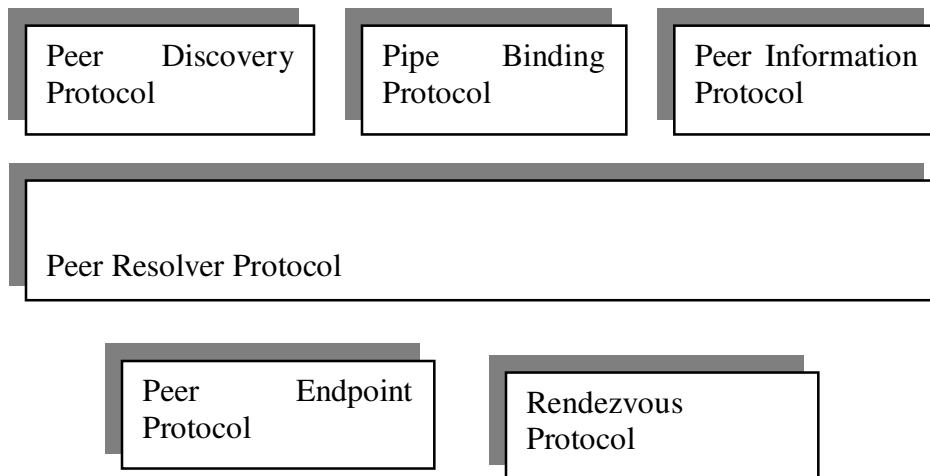 Peer Discovery
Protocol
Pipe Binding
Protocol
Peer Information
Protocol
Peer Resolver Protocol
Peer Endpoint
Protocol
Rendezvous
Protocol